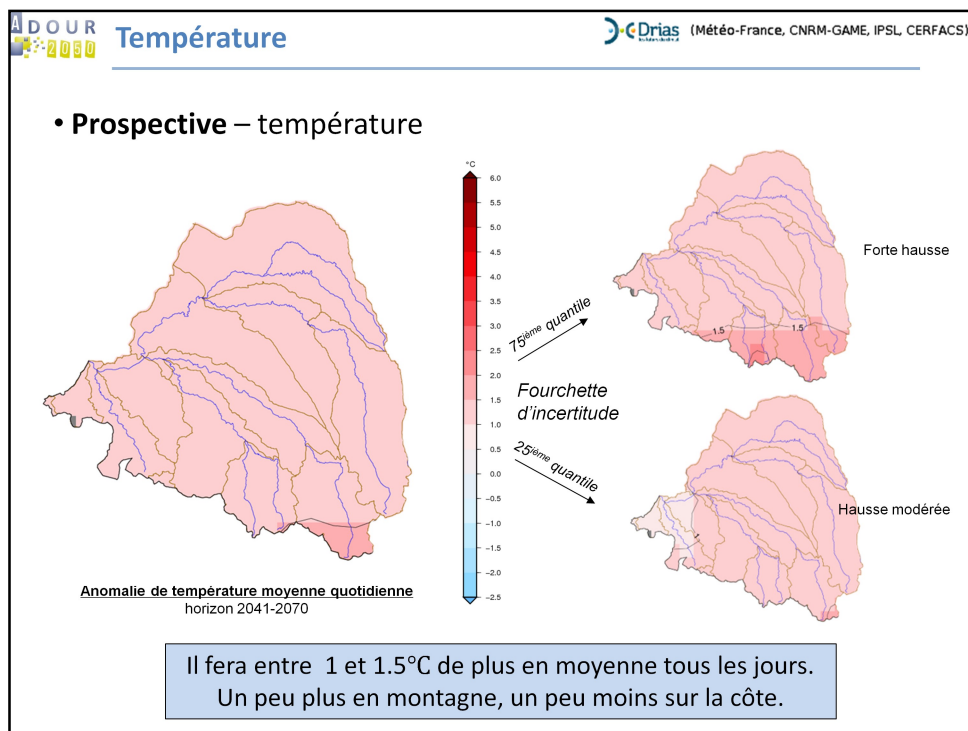 ADOUR
2050
Température
Drias
(Météo-France, CNRM-GAME, IPSL, CERFACS)
• Prospective – température
°C
6.0
5.5
5.0
4.5
4.0
3.5
3.0
2.5
2.0
1.5
1.0
0.5
0.0
−0.5
−1.0
−1.5
−2.0
−2.5
75ième quantile
Fourchette
d'incertitude
25ième quantile
Forte hausse
1.5
1.5
Hausse modérée
1
Anomalie de température moyenne quotidienne
horizon 2041-2070
Il fera entre 1 et 1.5°C de plus en moyenne tous les jours.
Un peu plus en montagne, un peu moins sur la côte.